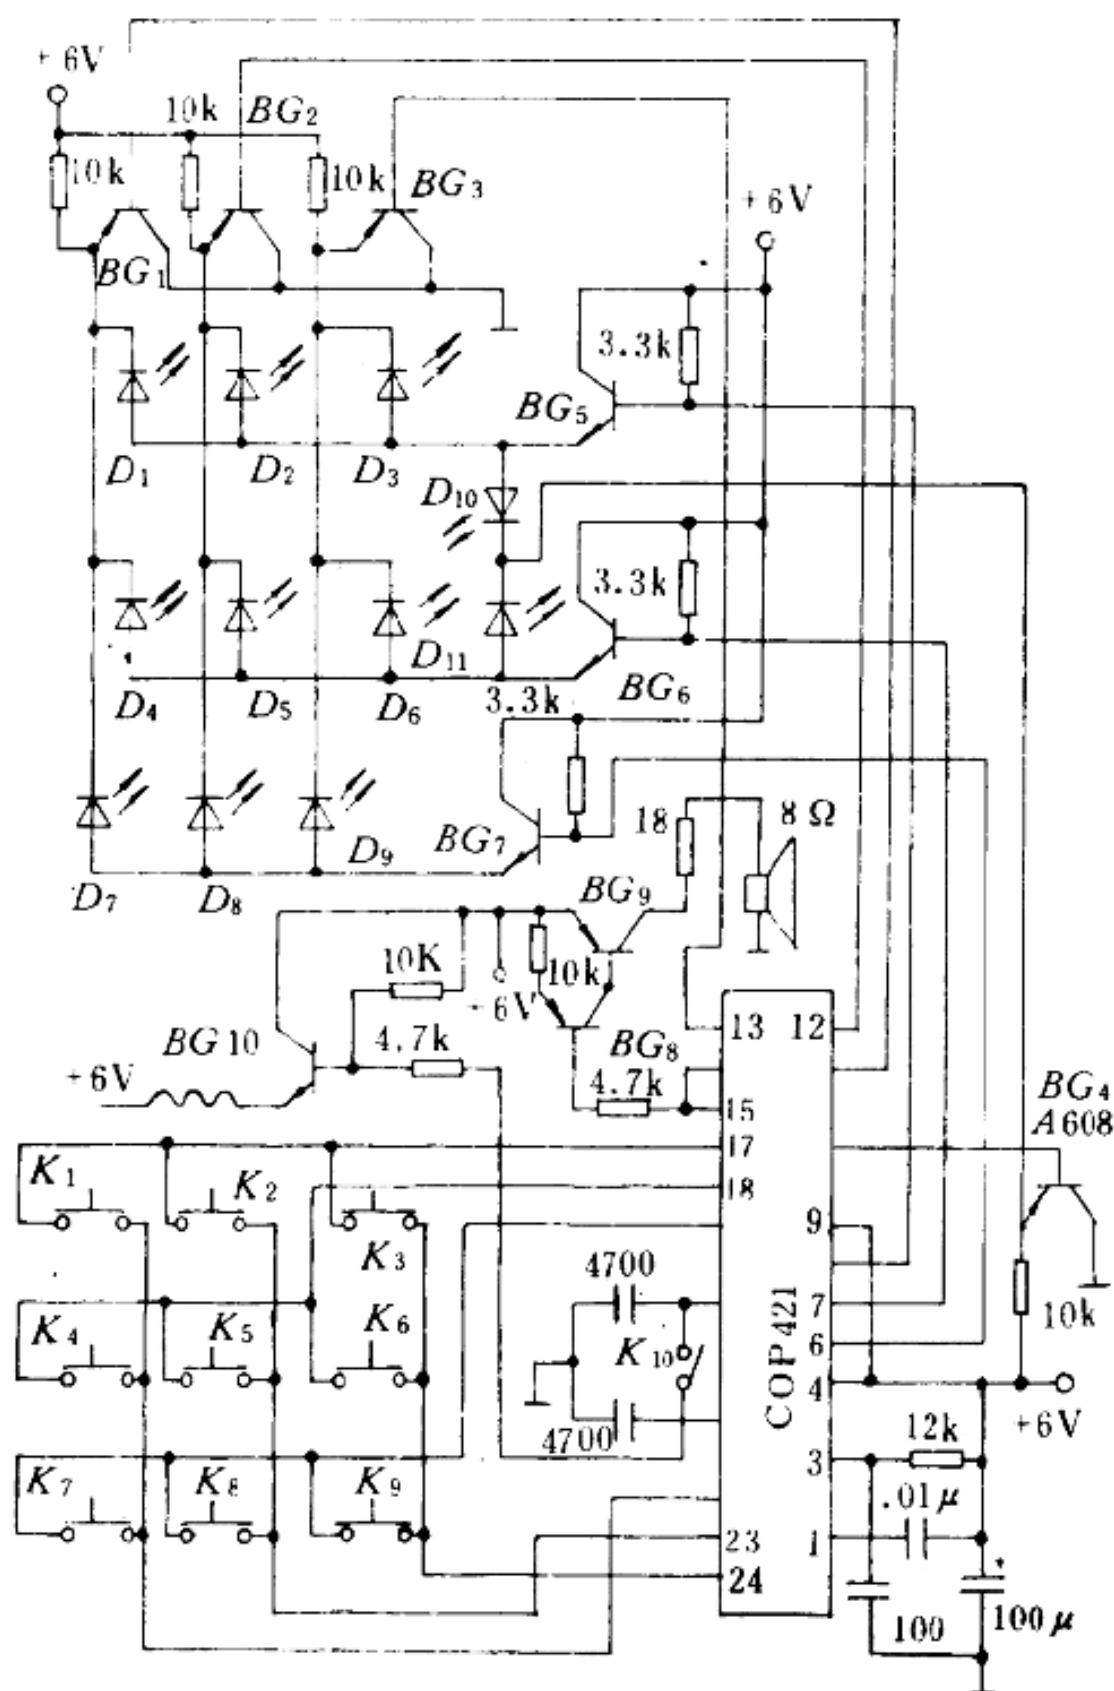 +6V
10k
BG2
10k
10k
BG3
+6V
BG1
3.3k
BG5
D1
D2
D3
D10
3.3k
D11
BG6
D4
D5
D6
3.3k
18
8Ω
BG7
D9
D7
D8
BG9
10K
10k
+6V
13
12
BG10
4.7k
BG8
+6V
4.7k
BG4
A608
15
17
K1
K2
18
9
K3
4700
7
10k
K4
K5
K6
K10
6
COP421
4
+6V
4700
12k
3
K7
K8
K9
.01μ
23
1
24
100
100μ